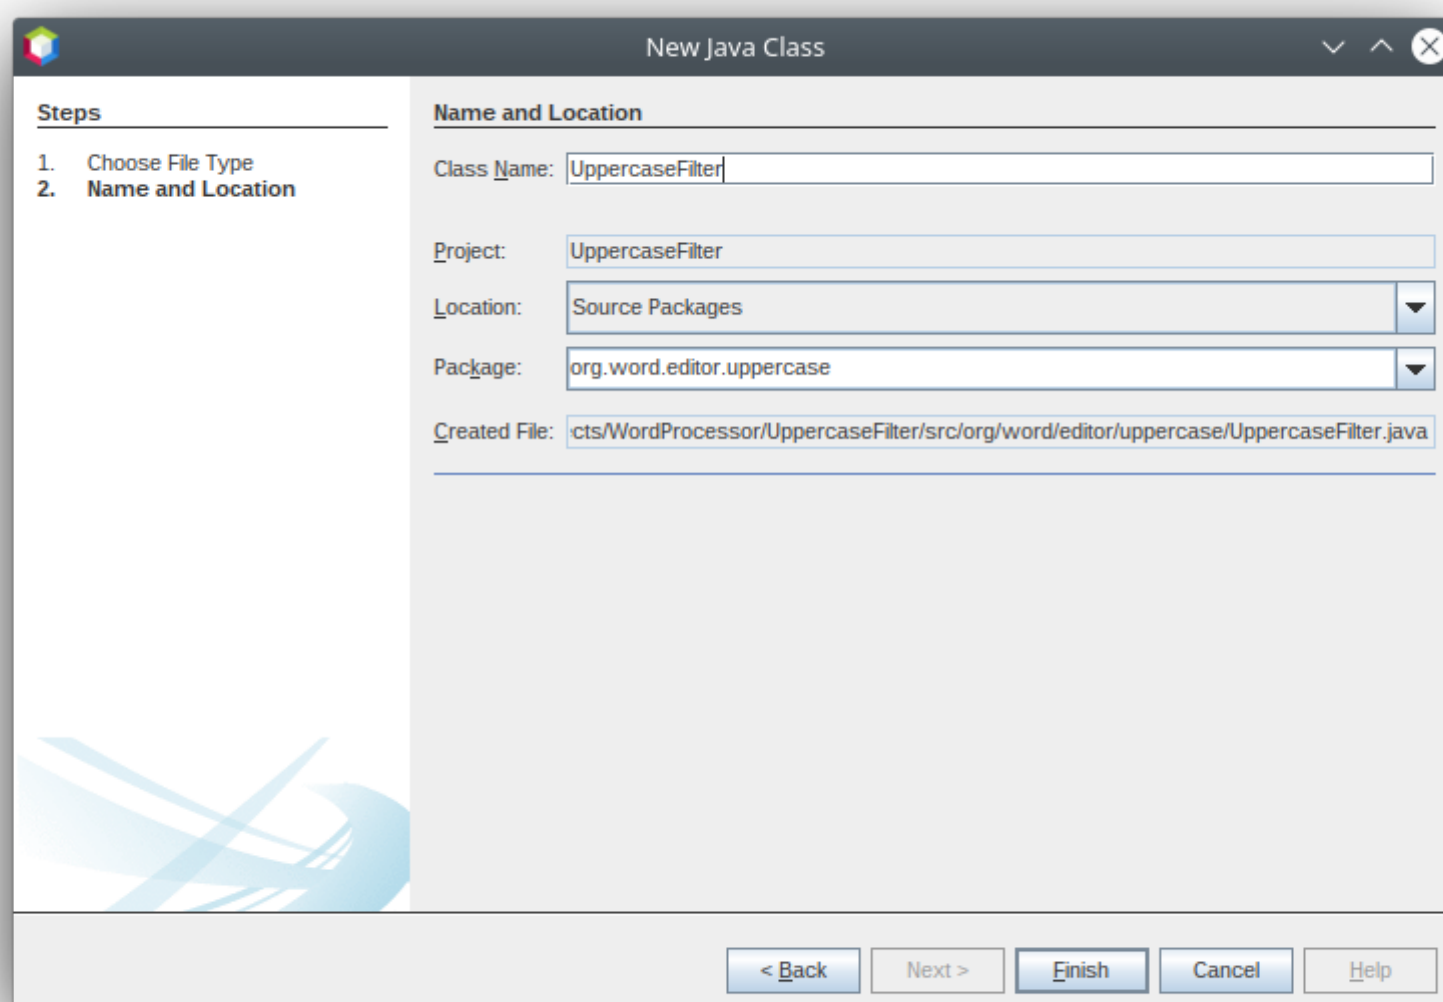 New Java Class
Steps
1. Choose File Type
2. Name and Location
Name and Location
Class Name: UppercaseFilter
Project: UppercaseFilter
Location: Source Packages
Package: org.word.editor.uppercase
Created File: cts/WordProcessor/UppercaseFilter/src/org/word/editor/uppercase/UppercaseFilter.java
< Back Next > Finish Cancel Help